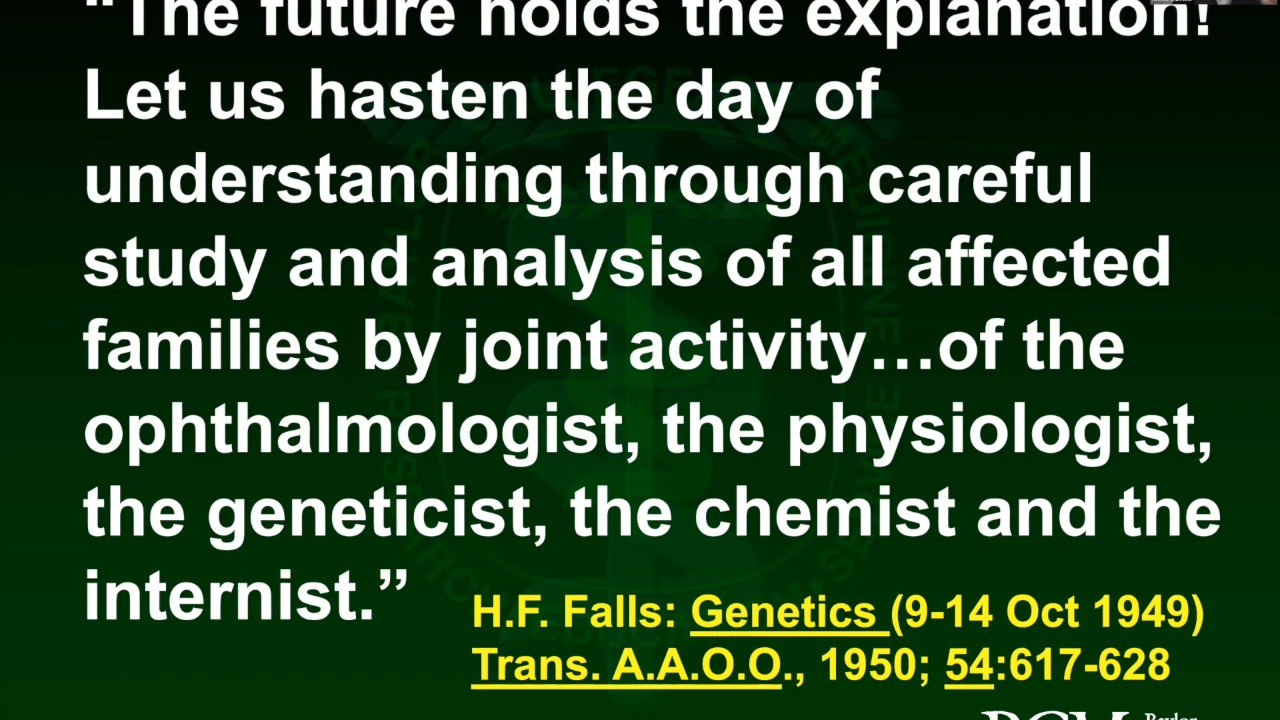 “The future holds the explanation!
Let us hasten the day of
understanding through careful
study and analysis of all affected
families by joint activity…of the
ophthalmologist, the physiologist,
the geneticist, the chemist and the
internist.”
H.F. Falls: Genetics (9-14 Oct 1949)
Trans. A.A.O.O., 1950; 54:617-628
BCM Baylor